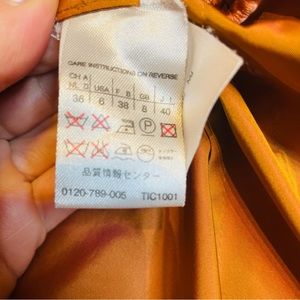 CARE INSTRUCTIONS ON REVERSE
CH A USA F B GB I
NL D
36 6 38 8 40
P
品質情報センター
0120-789-005 TIC1001